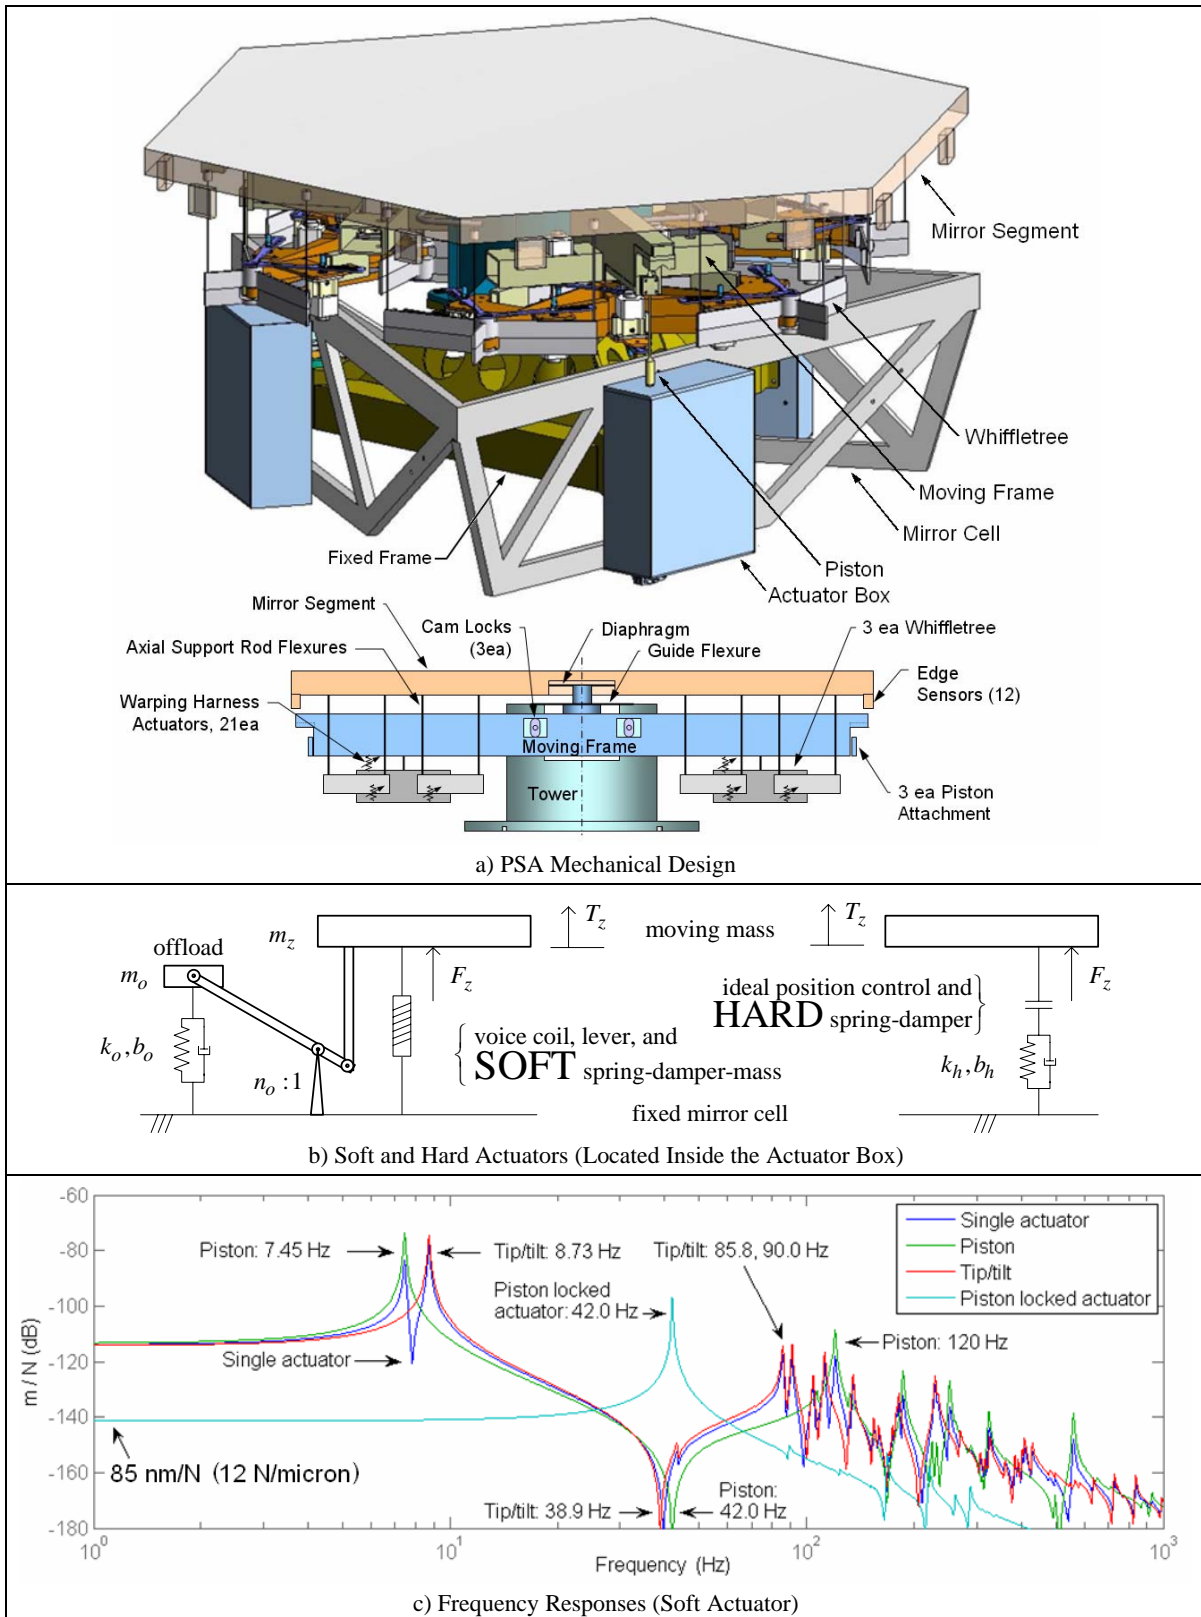 Mirror Segment
Whiffletree
Moving Frame
Mirror Cell
Fixed Frame
Piston
Actuator Box
Mirror Segment
Cam Locks
(3ea)
Diaphragm
3 ea Whiffletree
Axial Support Rod Flexures
Guide Flexure
Edge
Sensors (12)
Warping Harness
Actuators, 21ea
Moving Frame
Tower
3 ea Piston
Attachment
a) PSA Mechanical Design
offload
m_z
T_z
moving mass
T_z
m_o
F_z
ideal position control and
HARD spring-damper
F_z
voice coil, lever, and
SOFT spring-damper-mass
k_o, b_o
n_o : 1
k_h, b_h
fixed mirror cell
b) Soft and Hard Actuators (Located Inside the Actuator Box)
-60
-80
-100
-120
-140
-160
-180
m / N (dB)
Piston: 7.45 Hz
Tip/tilt: 8.73 Hz
Tip/tilt: 85.8, 90.0 Hz
Single actuator
Piston
Tip/tilt
Piston locked actuator
Piston locked
actuator: 42.0 Hz
Single actuator
Piston: 120 Hz
85 nm/N (12 N/micron)
Tip/tilt: 38.9 Hz
Piston:
42.0 Hz
10^0
10^1
10^2
10^3
Frequency (Hz)
c) Frequency Responses (Soft Actuator)